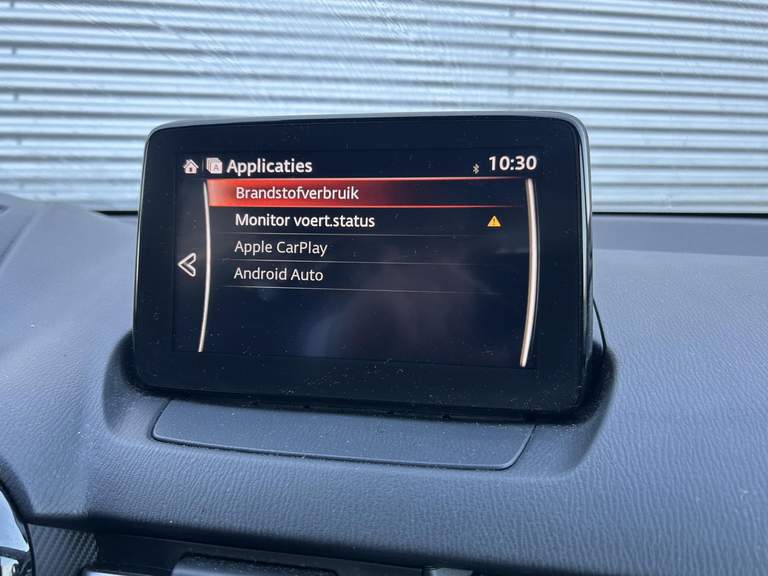 Applicaties 10:30
Brandstofverbruik
Monitor voert.status
Apple CarPlay
Android Auto